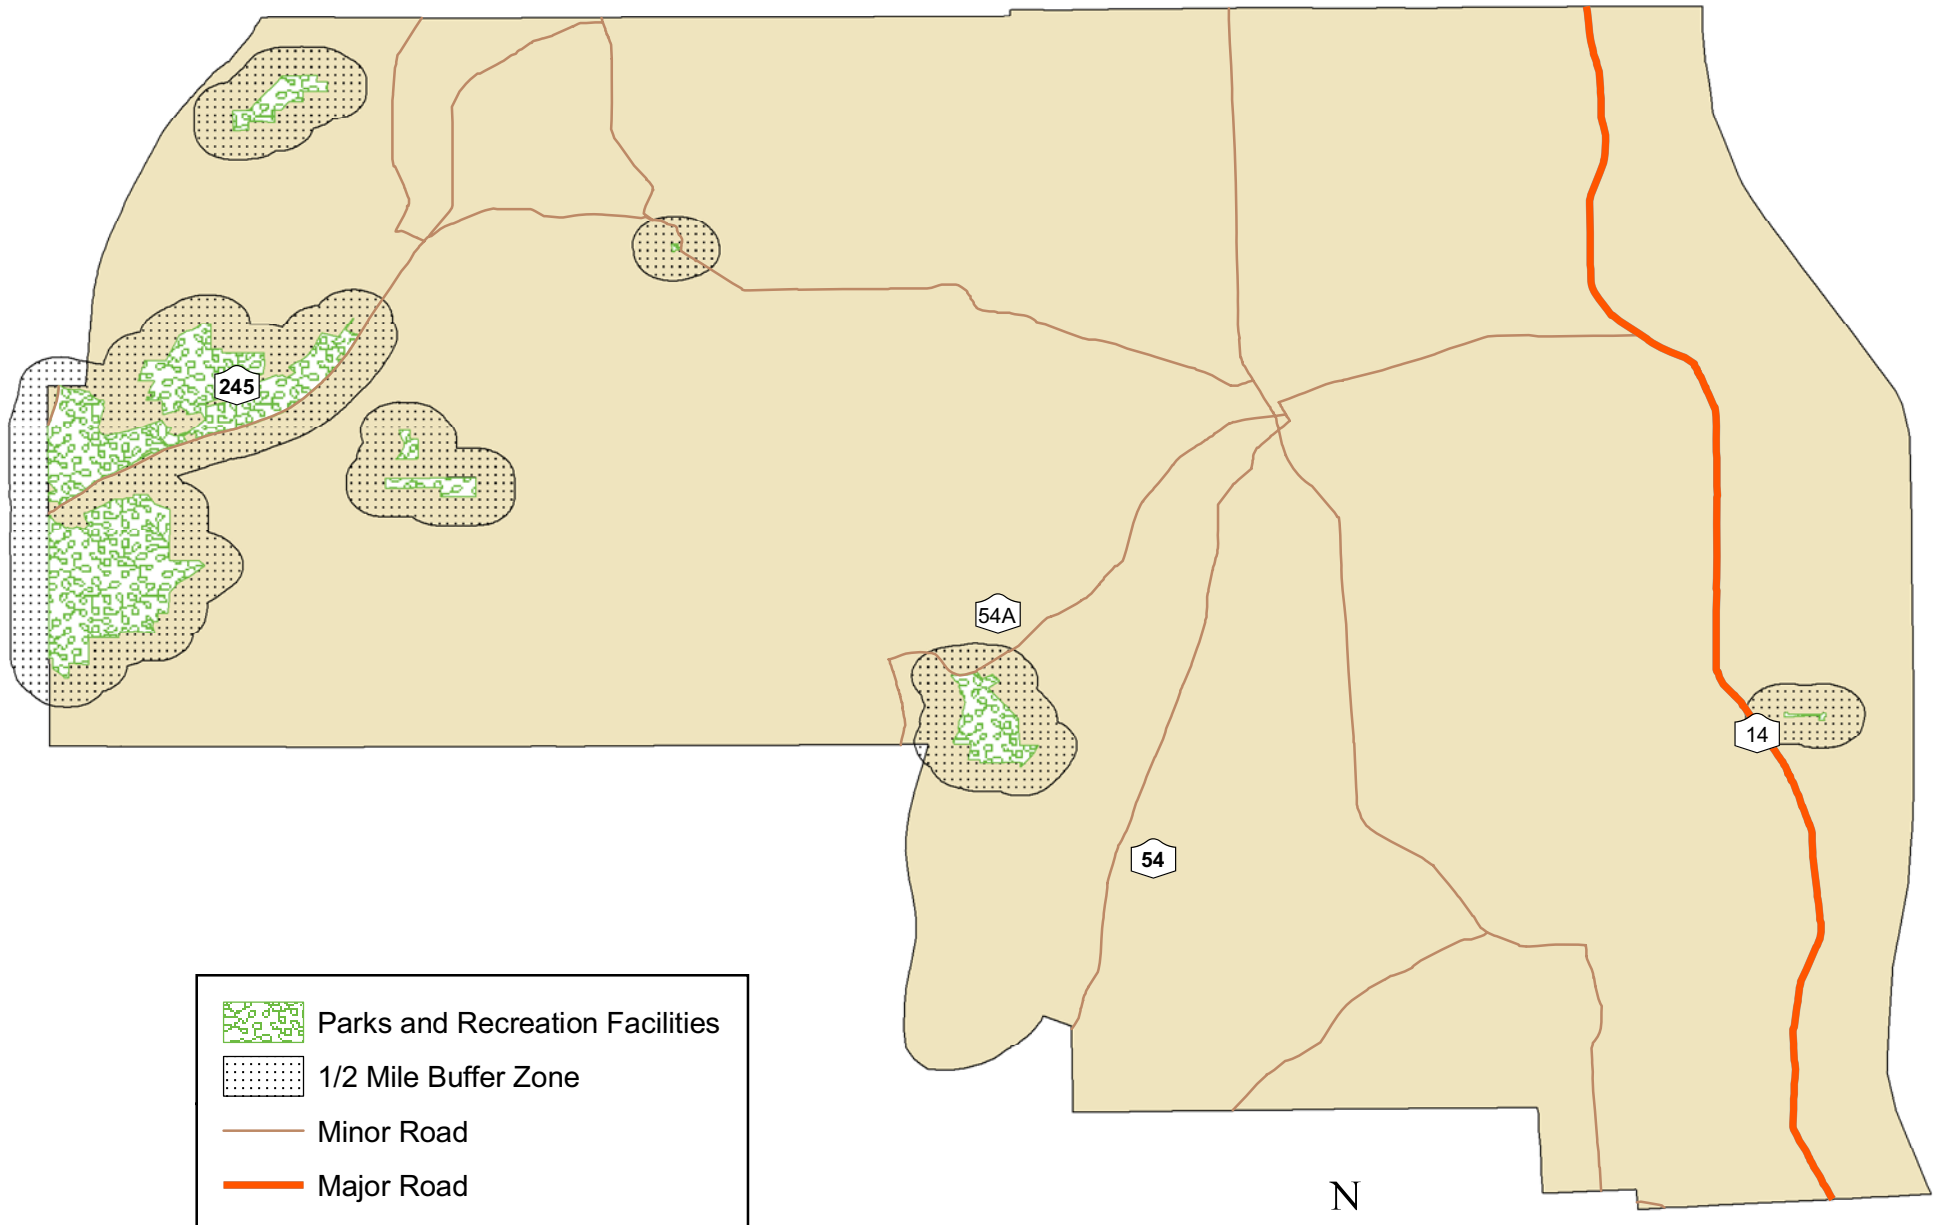 245
54A
14
54
Parks and Recreation Facilities
1/2 Mile Buffer Zone
Minor Road
Major Road
N